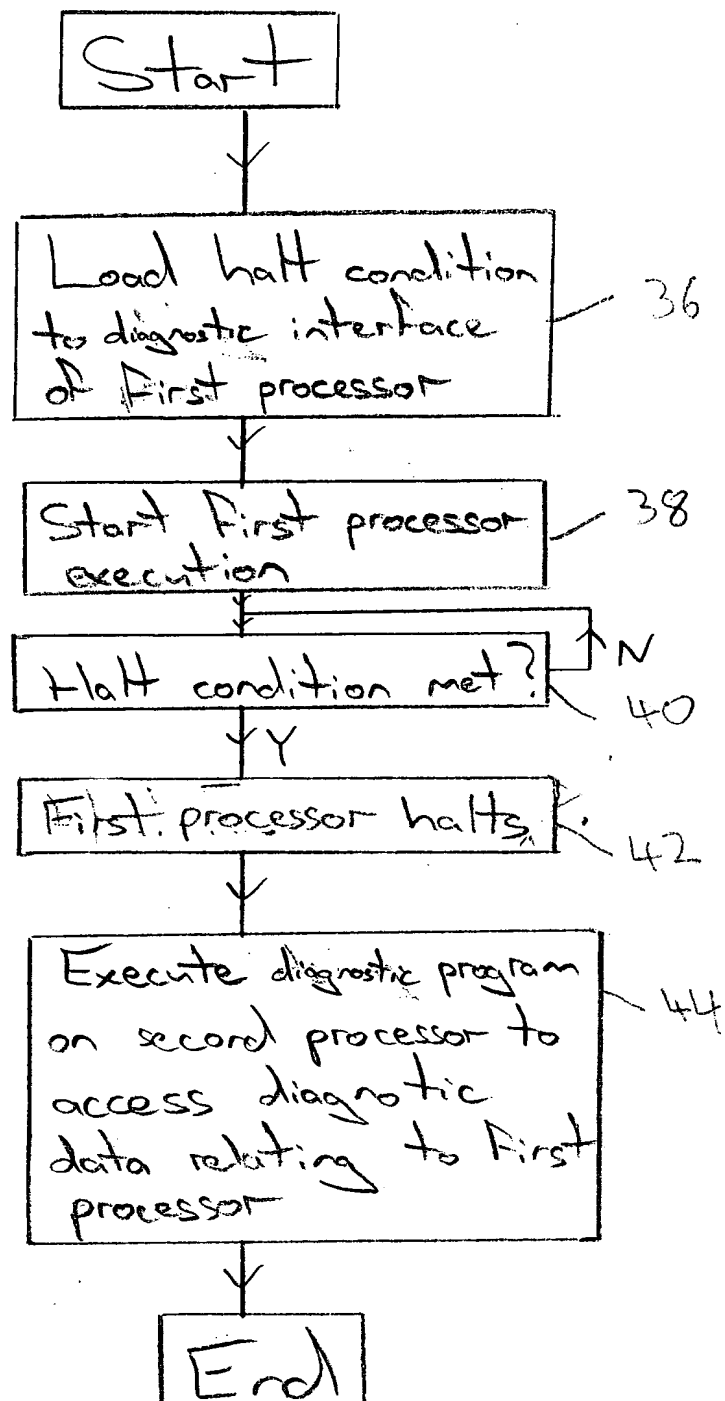 Start
Load halt condition
to diagnostic interface
of First processor
36
Start First processor
execution
38
N
Halt condition met?
40
Y
First processor halts
42
Execute diagnostic program
on second processor to
access diagnotic
data relating to First
processor
44
End